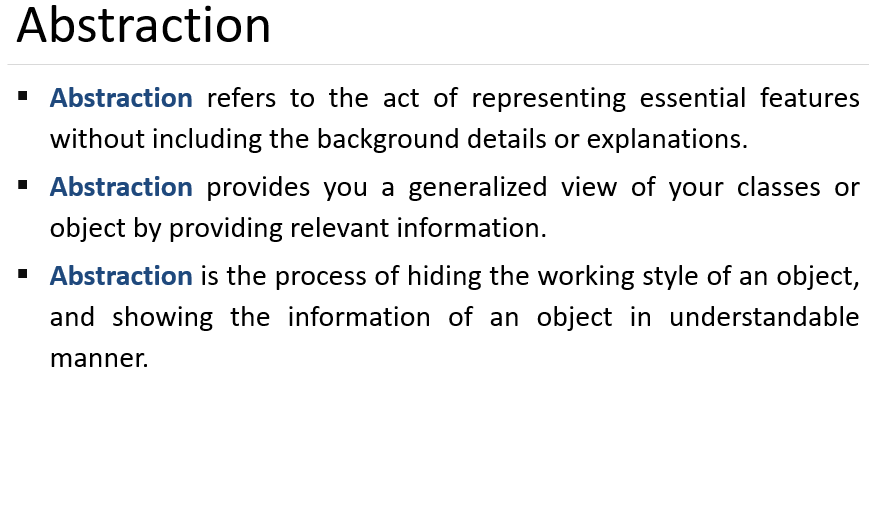 Abstraction
▪ Abstraction refers to the act of representing essential features
without including the background details or explanations.
▪ Abstraction provides you a generalized view of your classes or
object by providing relevant information.
▪ Abstraction is the process of hiding the working style of an object,
and showing the information of an object in understandable
manner.